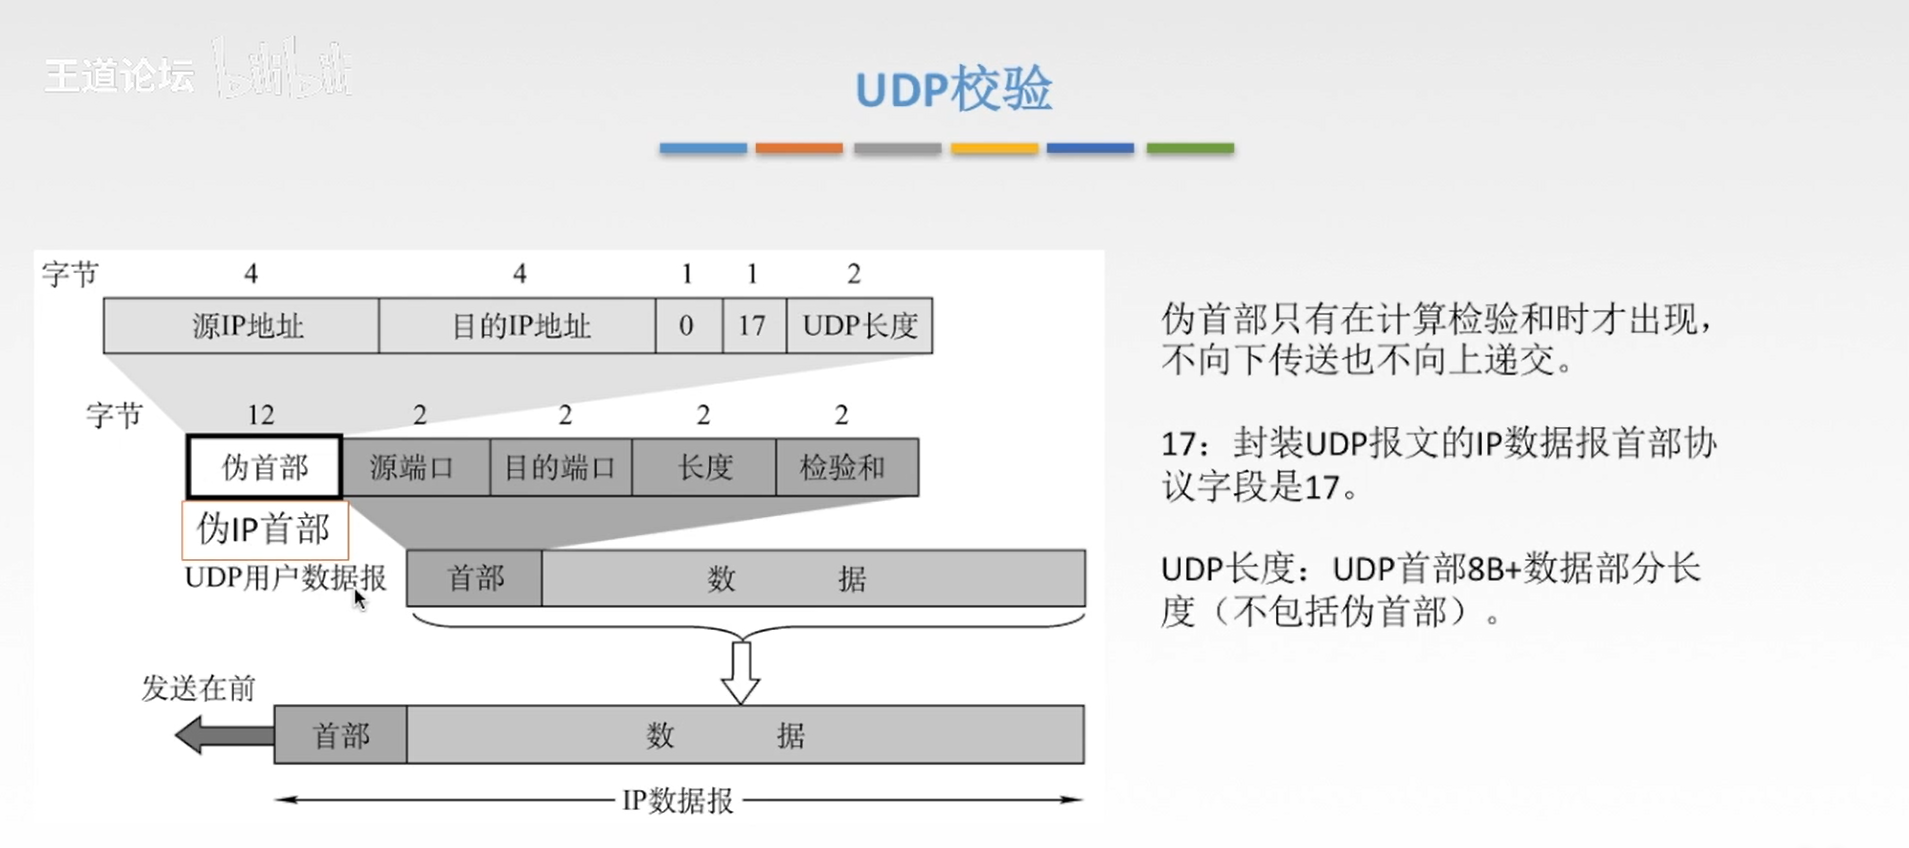 王道论坛 bilibili
UDP校验
字节 4 4 1 1 2
源IP地址 目的IP地址 0 17 UDP长度
字节 12 2 2 2 2
伪首部 源端口 目的端口 长度 检验和
伪IP首部
UDP用户数据报 首部 数 据
发送在前
首部 数 据
IP数据报
伪首部只有在计算检验和时才出现，
不向下传送也不向上递交。
17：封装UDP报文的IP数据报首部协
议字段是17。
UDP长度：UDP首部8B+数据部分长
度（不包括伪首部）。